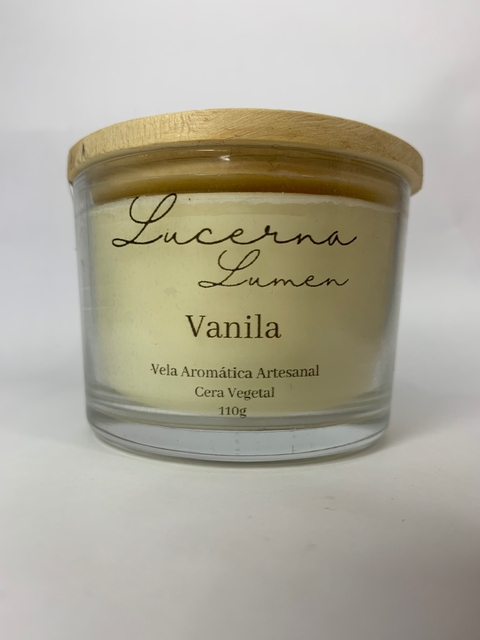 Lucerna
Lumen
Vanila
Vela Aromática Artesanal
Cera Vegetal
110g